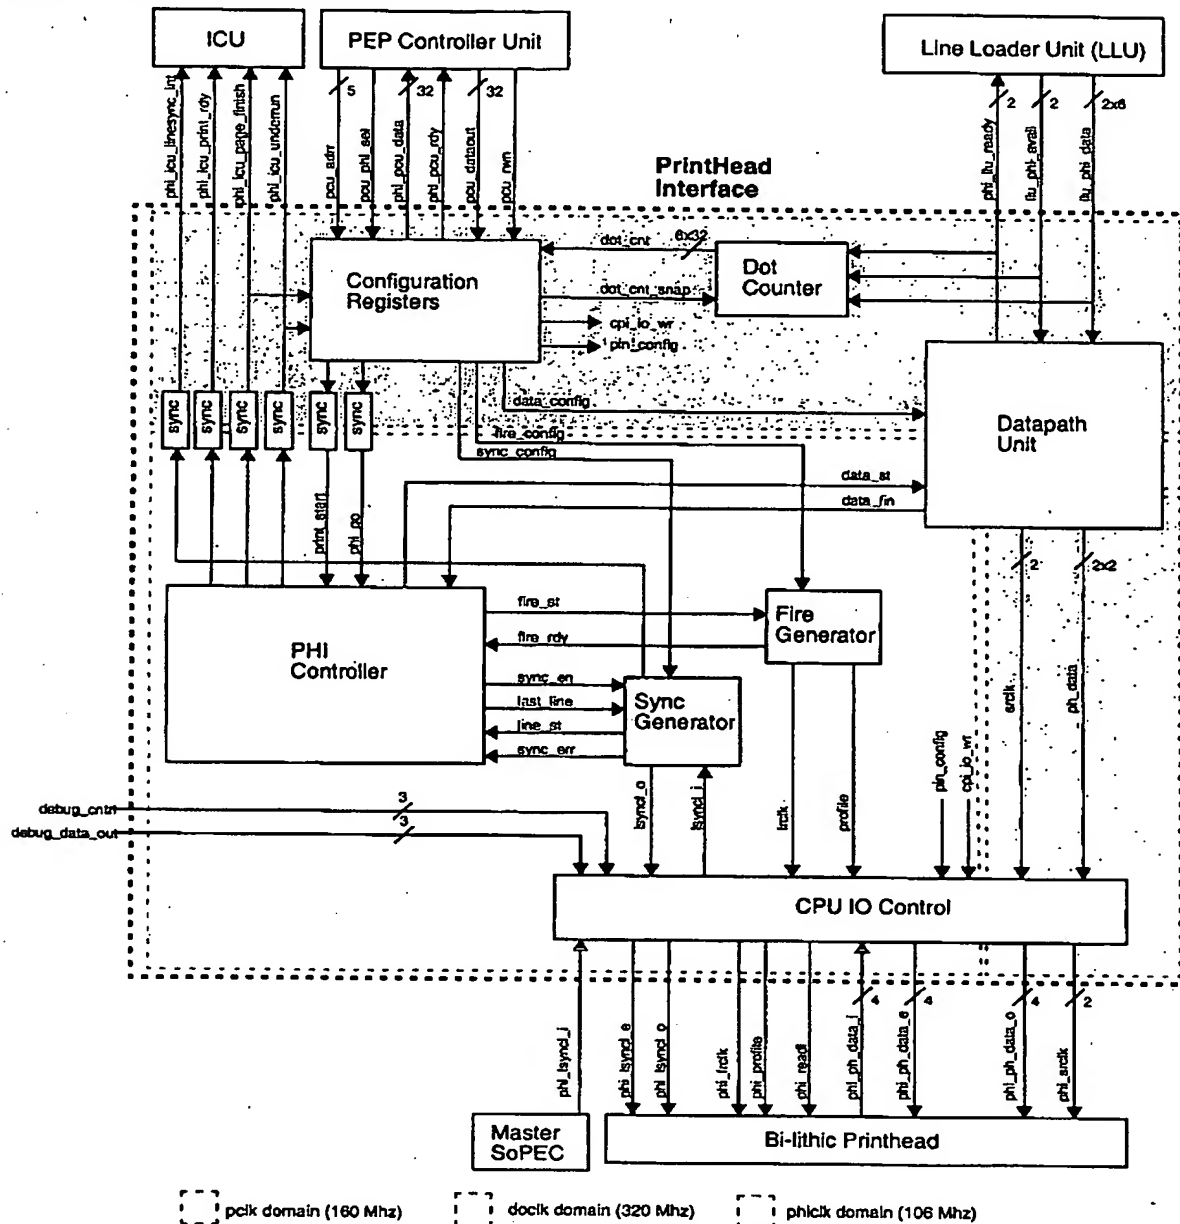 ICU
PEP Controller Unit
Line Loader Unit (LLU)
phi_icu_linesync_int
phi_icu_print_rdy
phi_icu_page_finish
phi_icu_underrun
5
pcu_adrr
pcu_phi_sel
32
phi_pcu_data
phi_pcu_rdy
32
pcu_dataout
pcu_rwn
2
phi_llu_ready
2
llu_phi_avail
2x6
llu_phi_data
PrintHead
Interface
Configuration
Registers
dot_cnt
6x32
Dot
Counter
dot_cnt_snap
cpi_io_wr
pin_config
data_config
Datapath
Unit
sync
sync
sync
sync
sync
sync
fire_config
sync_config
data_st
data_fin
print_start
phi_go
2
2x2
srclk
ph_data
PHI
Controller
fire_st
fire_rdy
Fire
Generator
sync_en
last_line
line_st
sync_err
Sync
Generator
lsyncl_o
lsyncl_i
frclk
profile
pin_config
cpi_io_wr
debug_cntrl
3
debug_data_out
3
CPU IO Control
phi_lsyncl_i
phi_lsyncl_e
phi_lsyncl_o
phi_frclk
phi_profile
phi_readl
4
phi_ph_data_i
4
phi_ph_data_e
4
phi_ph_data_o
2
phi_srclk
Master
SoPEC
Bi-lithic Printhead
pclk domain (160 Mhz)
doclk domain (320 Mhz)
phiclk domain (106 Mhz)